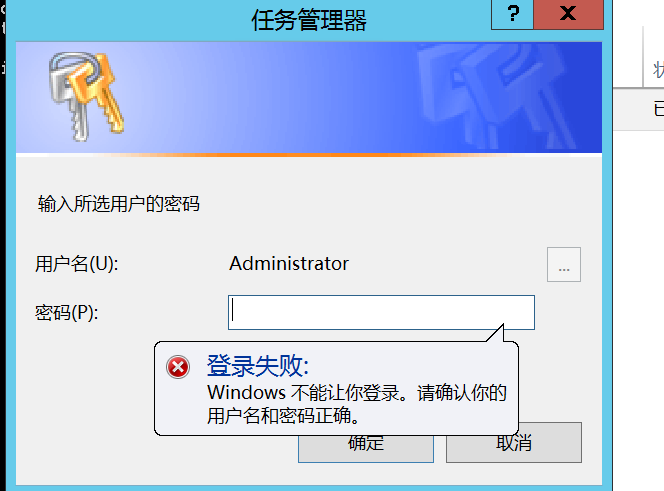 任务管理器
?
输入所选用户的密码
用户名(U):
Administrator
...
密码(P):
登录失败:
Windows 不能让你登录。请确认你的
用户名和密码正确。
确定
取消